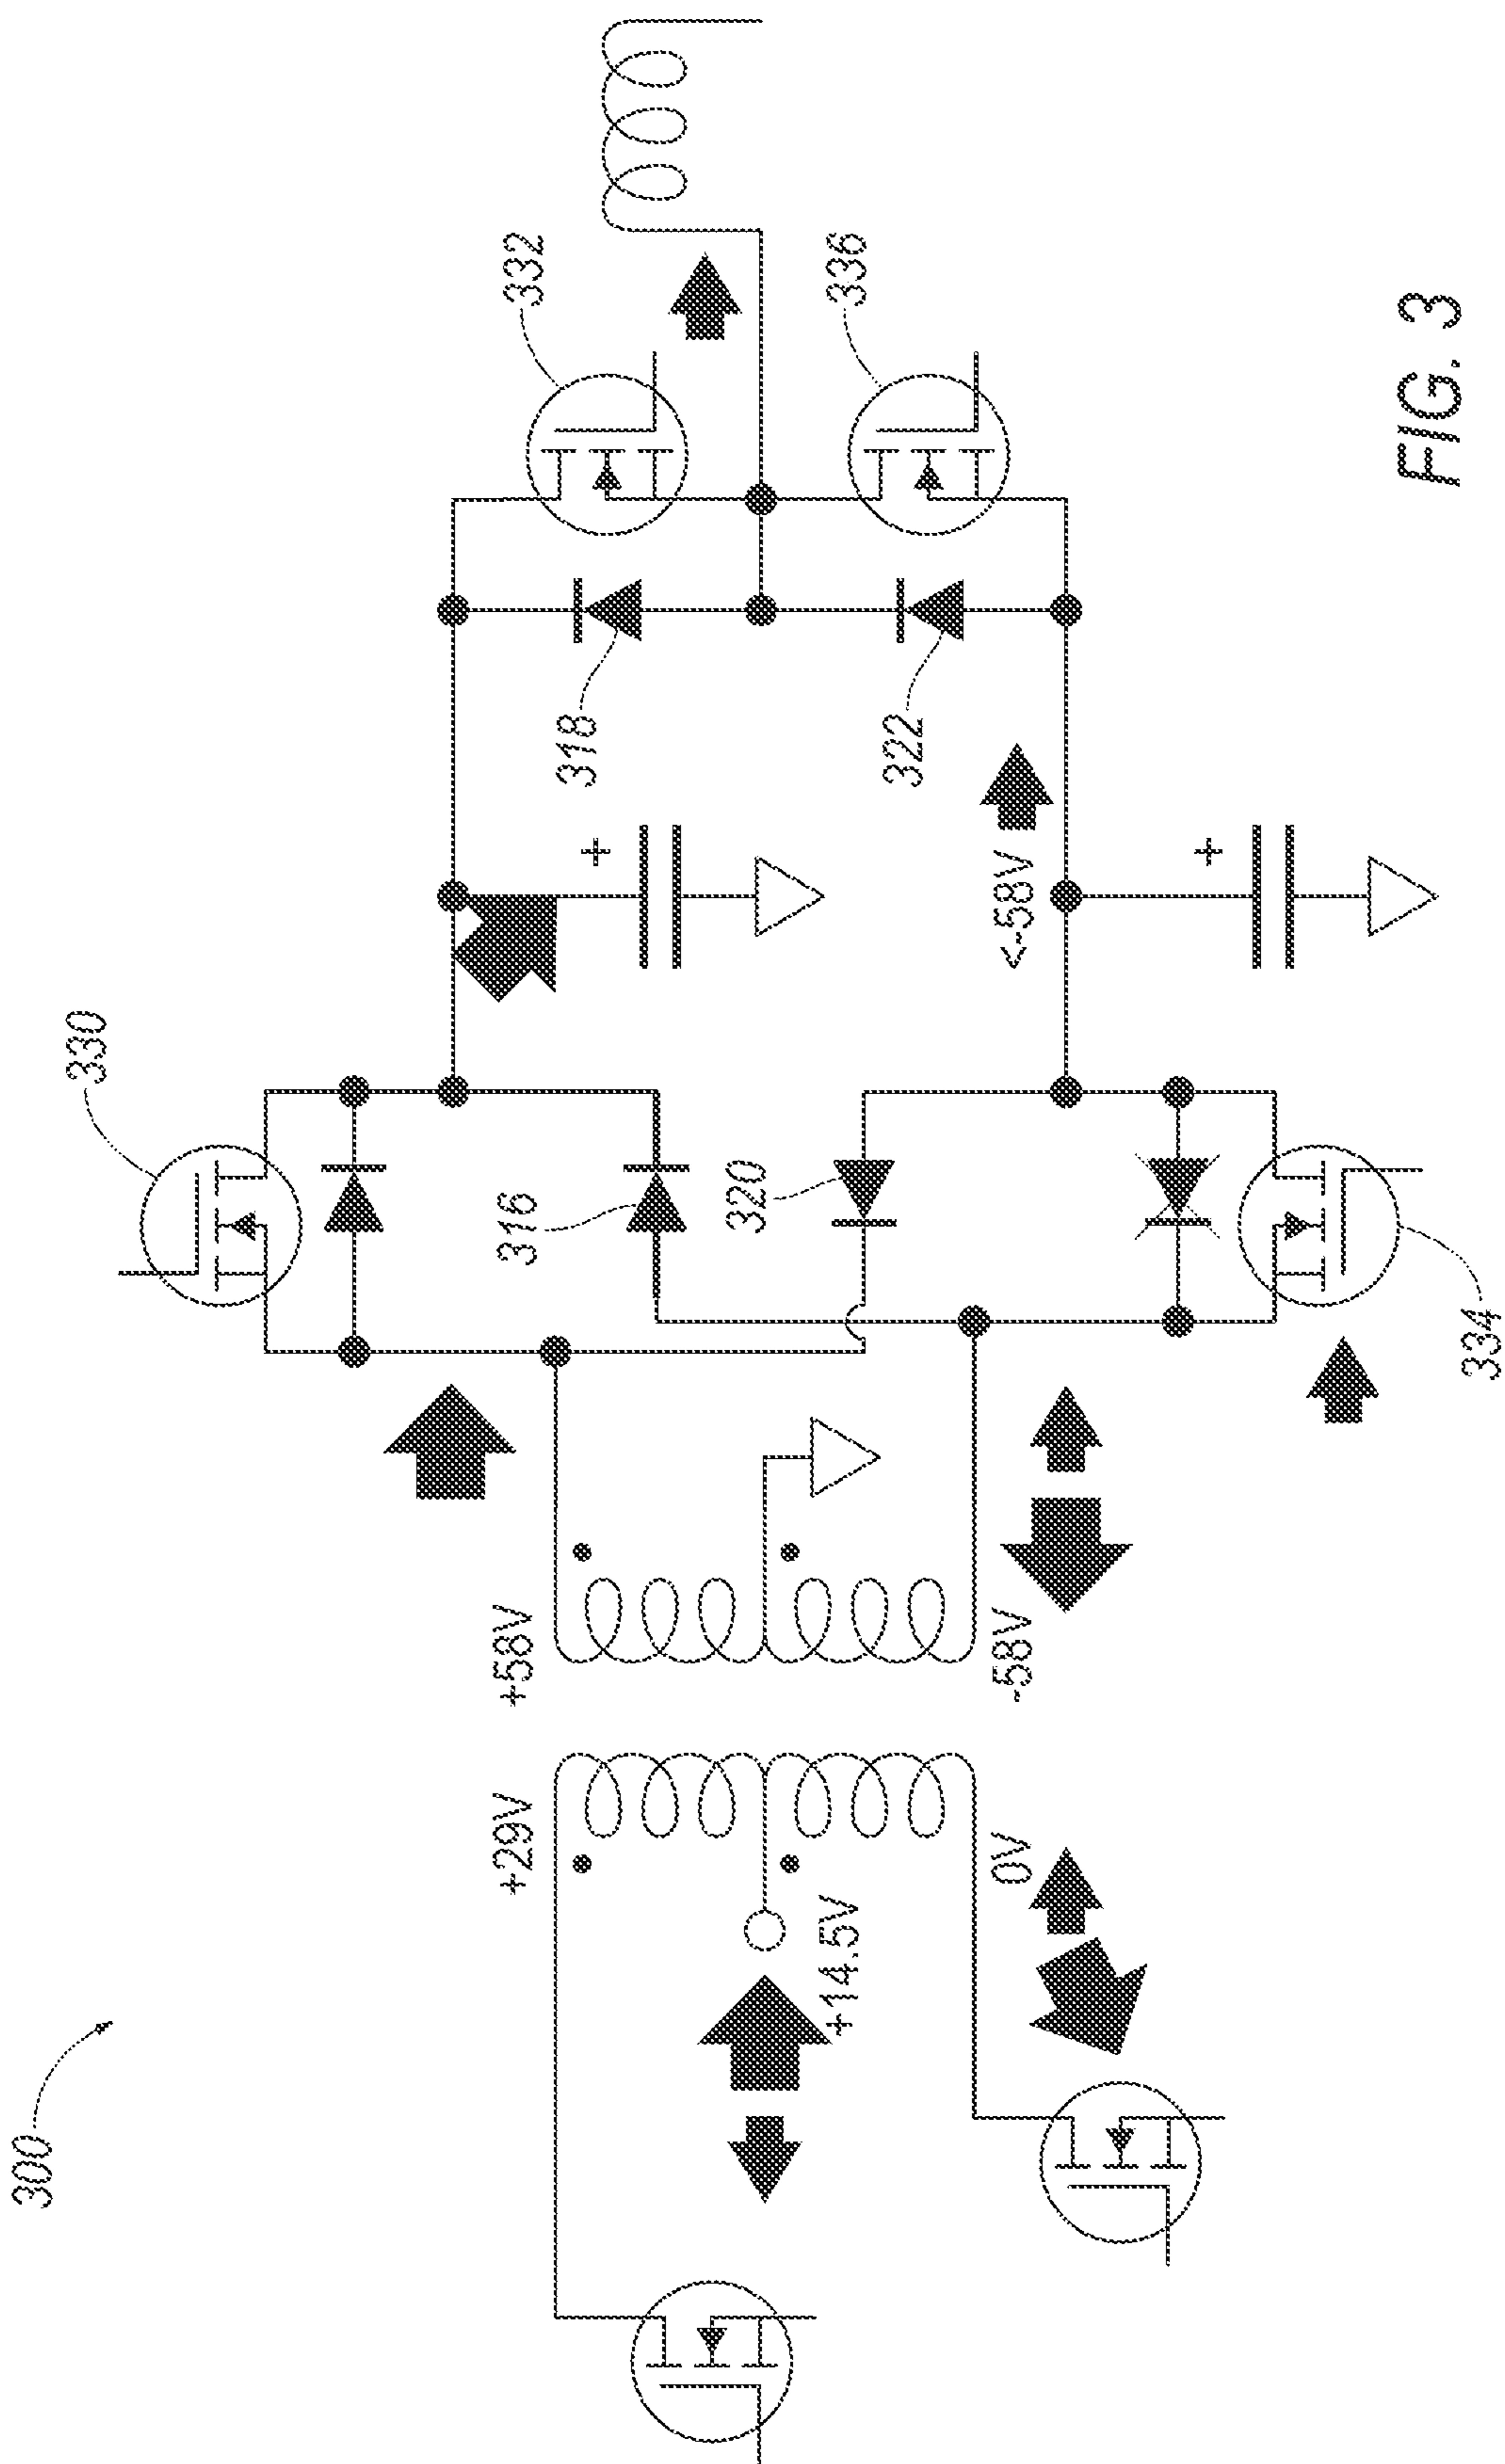 300
+29V
+58V
+14.5V
0V
-58V
330
316
320
334
+
+
<-58V
318
322
332
336
FIG. 3